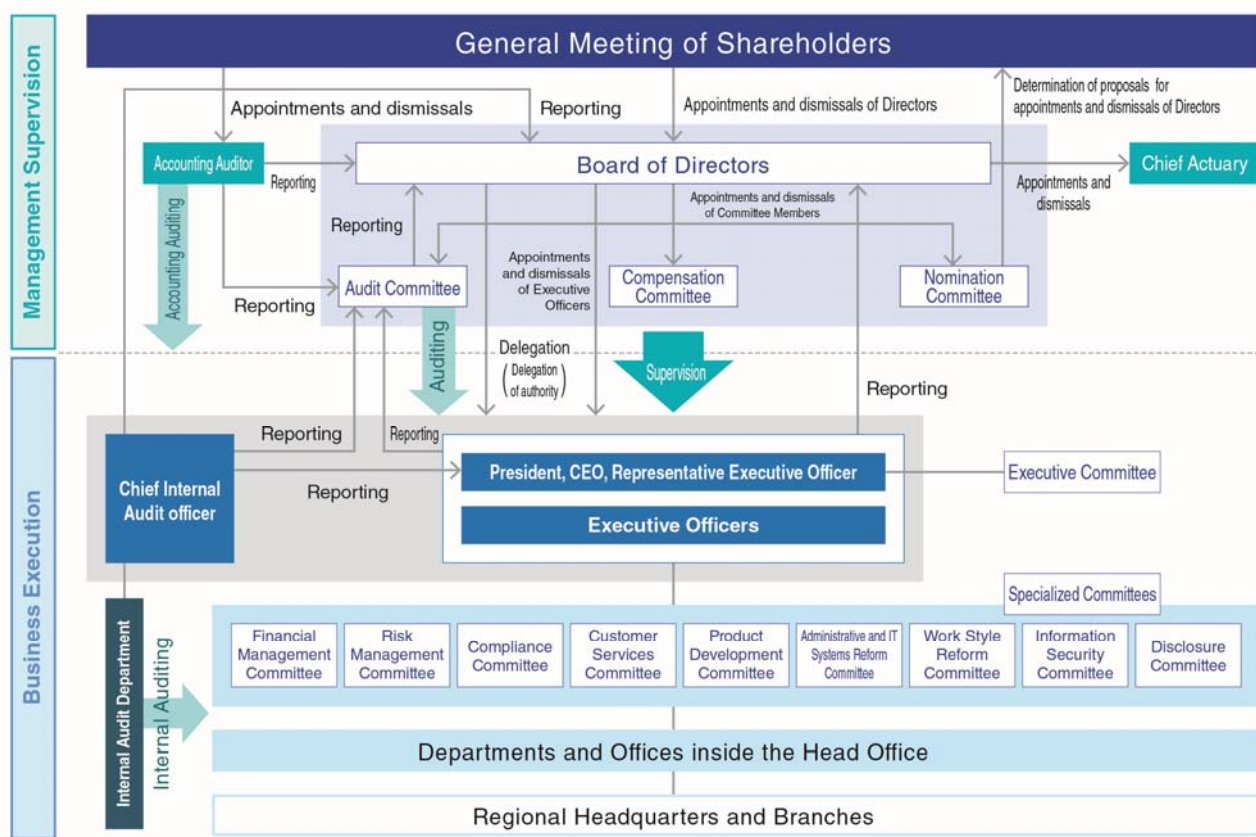 Management Supervision
General Meeting of Shareholders
Appointments and dismissals
Reporting
Appointments and dismissals of Directors
Determination of proposals for
appointments and dismissals of Directors
Accounting Auditor
Reporting
Board of Directors
Chief Actuary
Appointments and
dismissals
Accounting Auditing
Reporting
Appointments and dismissals
of Committee Members
Appointments
and dismissals
of Executive
Officers
Audit Committee
Compensation
Committee
Nomination
Committee
Reporting
Auditing
Delegation
( Delegation
of authority )
Supervision
Reporting
Business Execution
Reporting
Reporting
Chief Internal
Audit officer
Reporting
President, CEO, Representative Executive Officer
Executive Officers
Executive Committee
Specialized Committees
Internal Audit Department
Internal Auditing
Financial
Management
Committee
Risk
Management
Committee
Compliance
Committee
Customer
Services
Committee
Product
Development
Committee
Administrative and IT
Systems Reform
Committee
Work Style
Reform
Committee
Information
Security
Committee
Disclosure
Committee
Departments and Offices inside the Head Office
Regional Headquarters and Branches